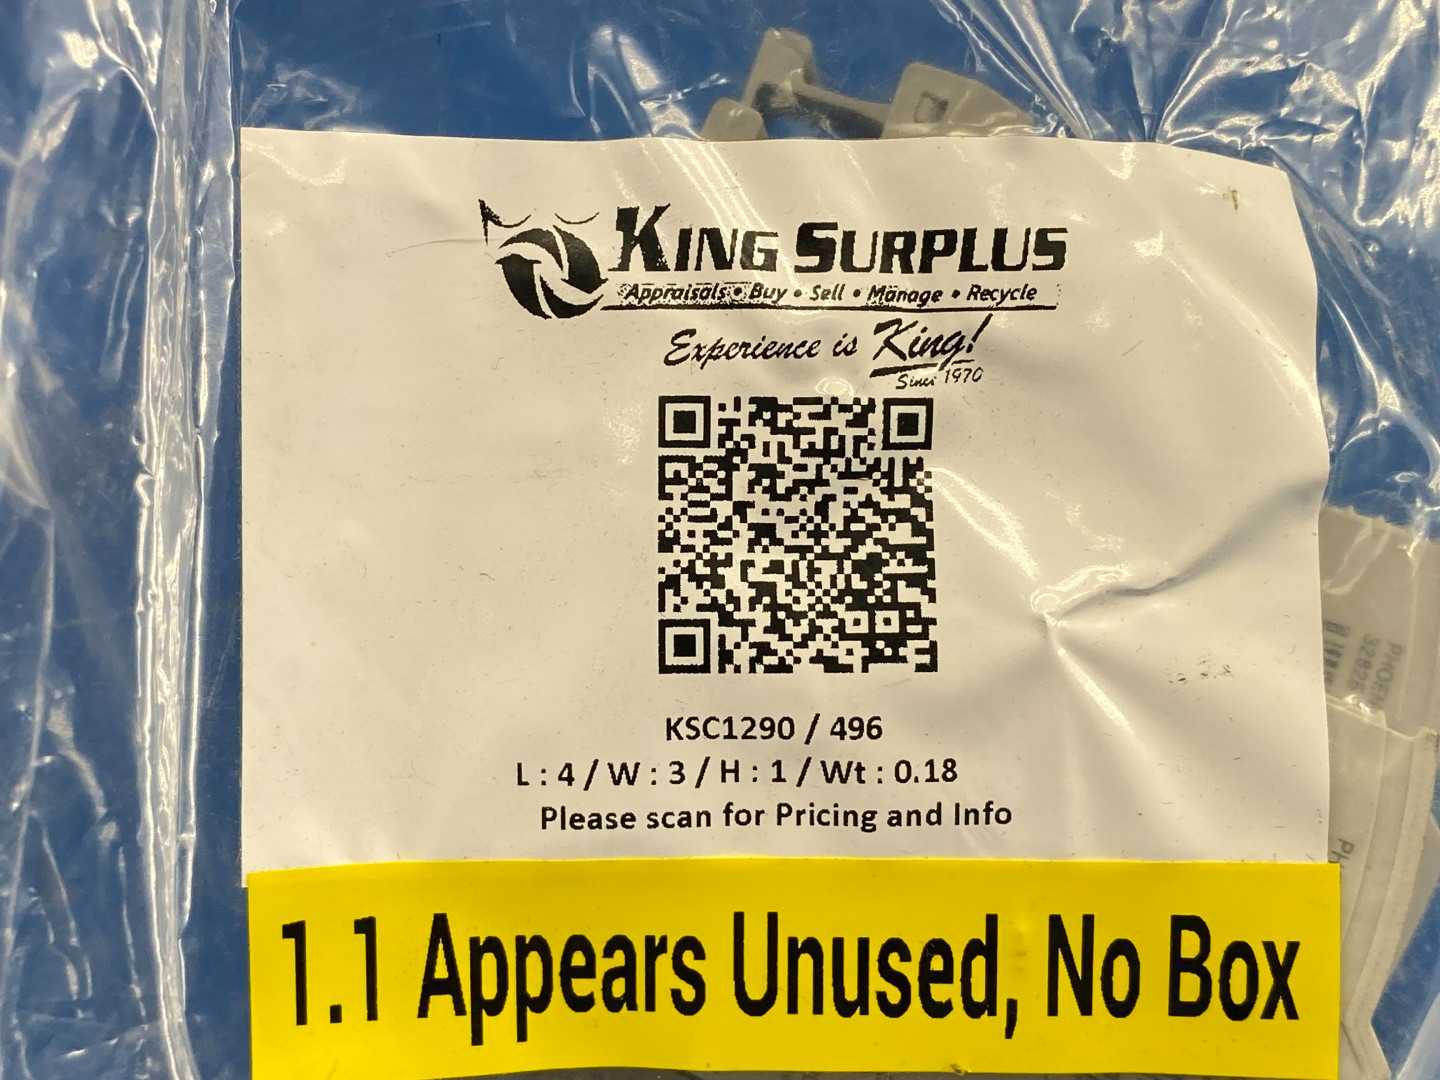 KING SURPLUS
Appraisals • Buy • Sell • Manage • Recycle
Experience is King!
Since 1970
KSC1290 / 496
L : 4 / W : 3 / H : 1 / Wt : 0.18
Please scan for Pricing and Info
1.1 Appears Unused, No Box